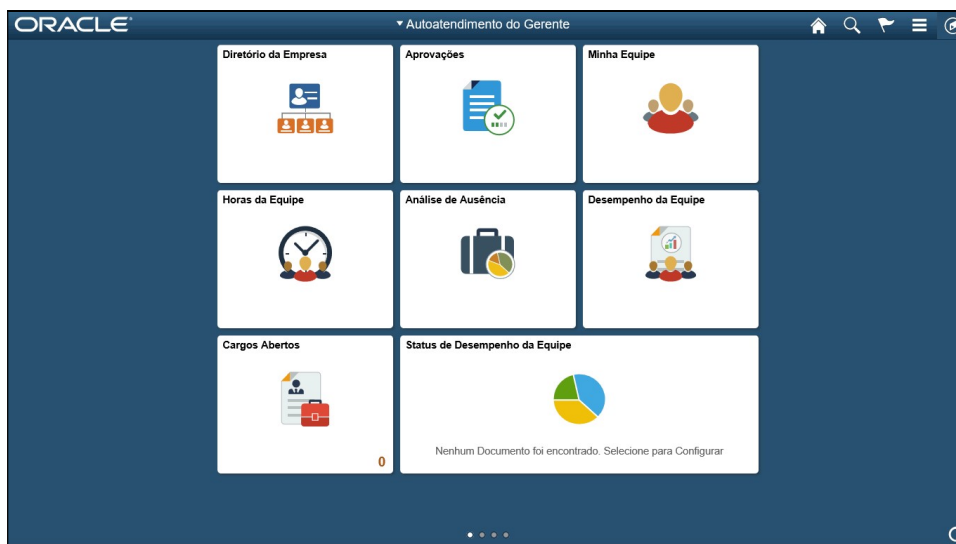 ORACLE
Autoatendimento do Gerente
Diretório da Empresa
Aprovações
Minha Equipe
Horas da Equipe
Análise de Ausência
Desempenho da Equipe
Cargos Abertos
0
Status de Desempenho da Equipe
Nenhum Documento foi encontrado. Selecione para Configurar